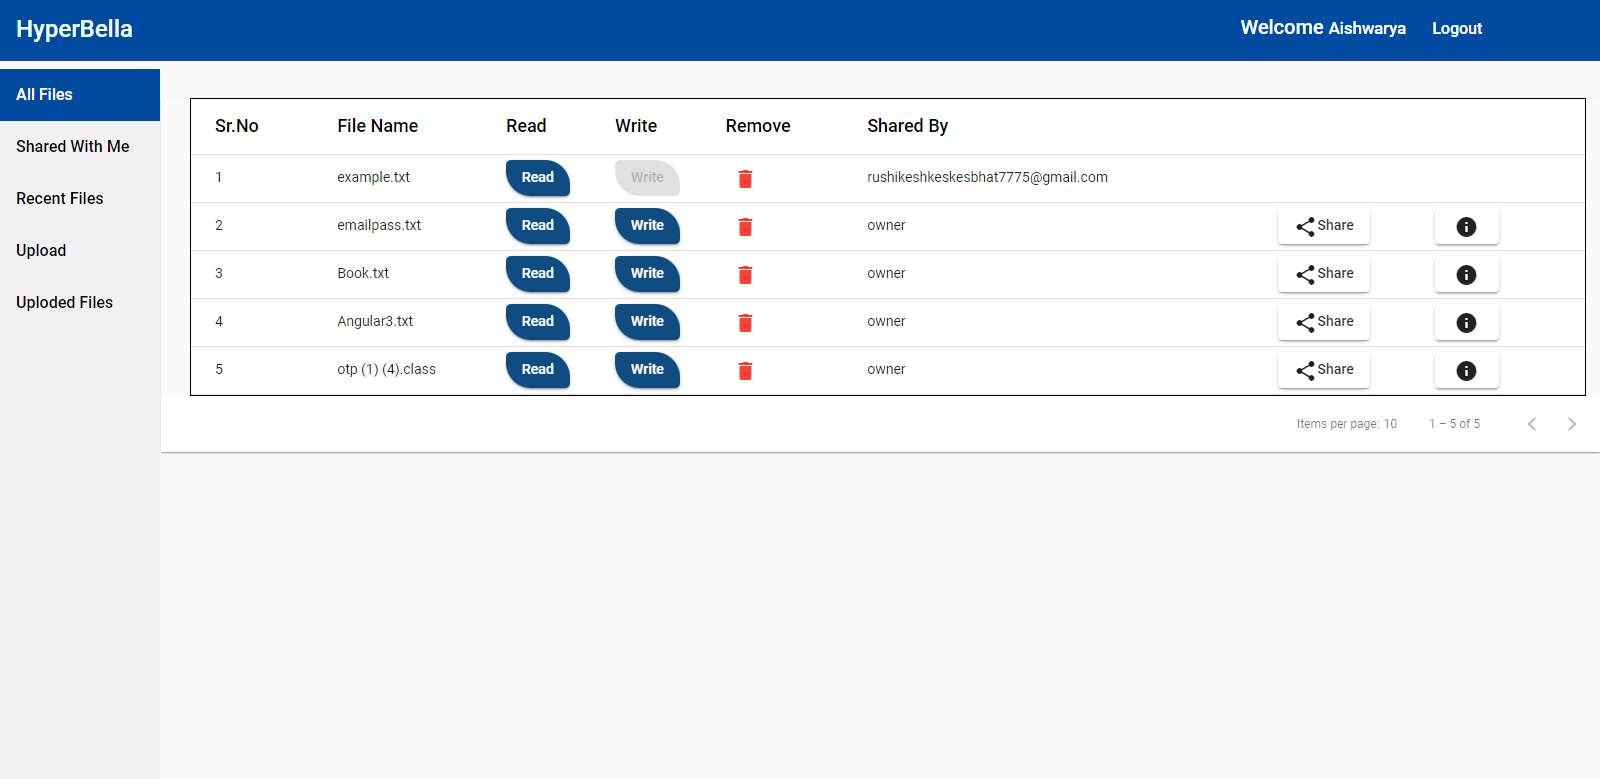 HyperBella
Welcome Aishwarya Logout
All Files
Shared With Me
Recent Files
Upload
Uploded Files
Sr.No File Name Read Write Remove Shared By
1 example.txt Read Write rushikeshkeskesbhat7775@gmail.com
2 emailpass.txt Read Write owner Share
3 Book.txt Read Write owner Share
4 Angular3.txt Read Write owner Share
5 otp (1) (4).class Read Write owner Share
Items per page: 10 1 – 5 of 5